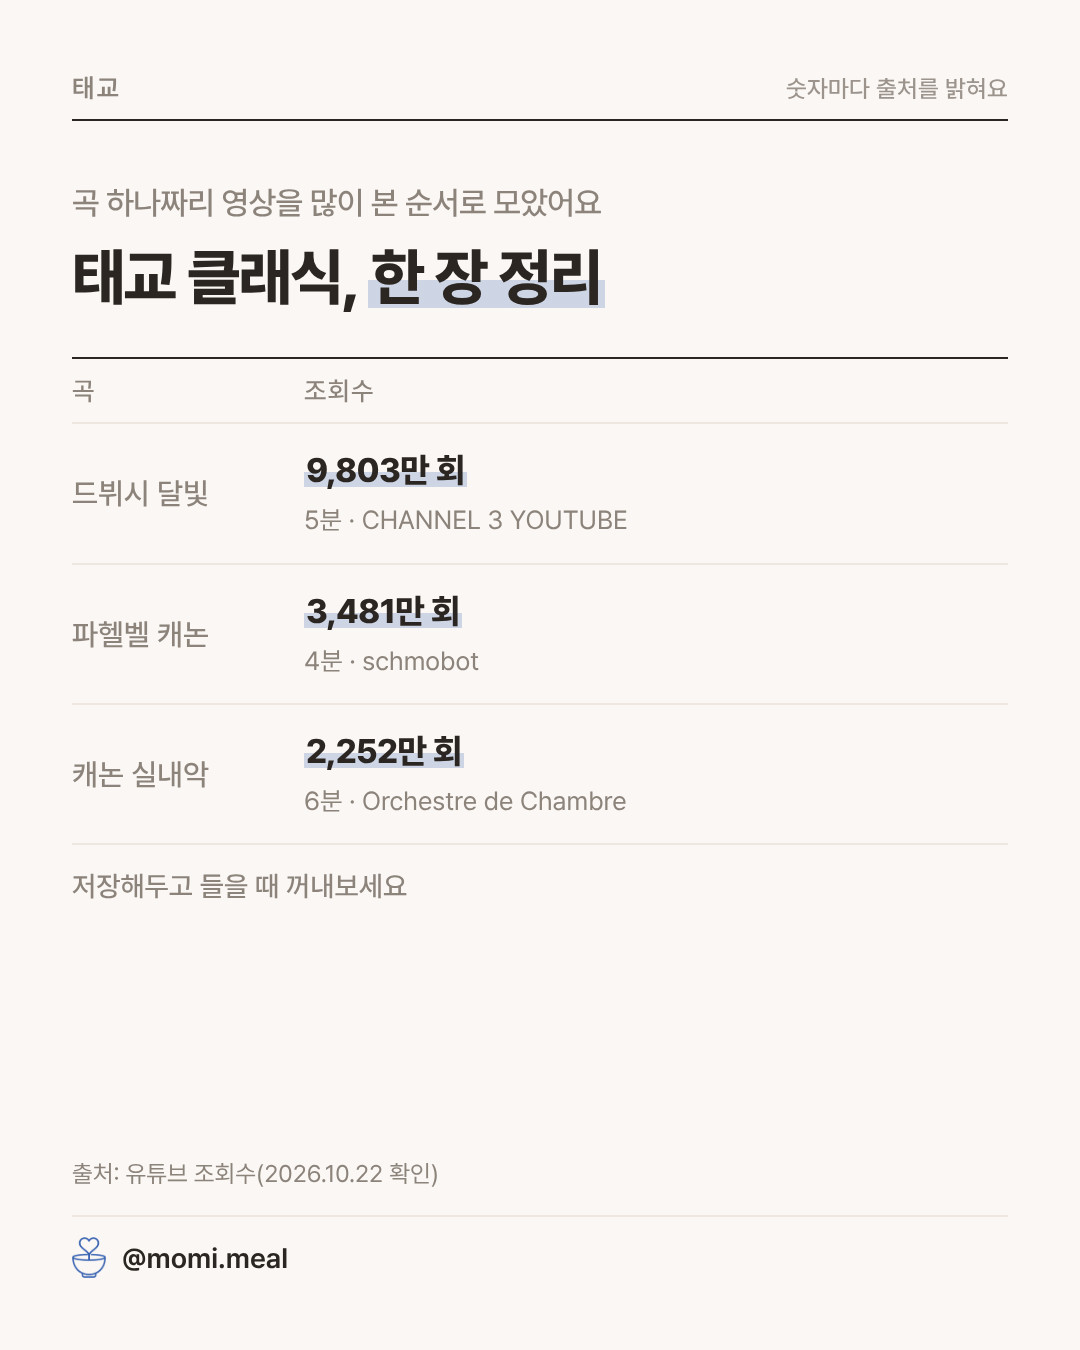 태교
숫자마다 출처를 밝혀요
곡 하나짜리 영상을 많이 본 순서로 모았어요
태교 클래식, 한 장 정리
곡 조회수
드뷔시 달빛
9,803만 회
5분 · CHANNEL 3 YOUTUBE
파헬벨 캐논
3,481만 회
4분 · schmobot
캐논 실내악
2,252만 회
6분 · Orchestre de Chambre
저장해두고 들을 때 꺼내보세요
출처: 유튜브 조회수(2026.10.22 확인)
@momi.meal